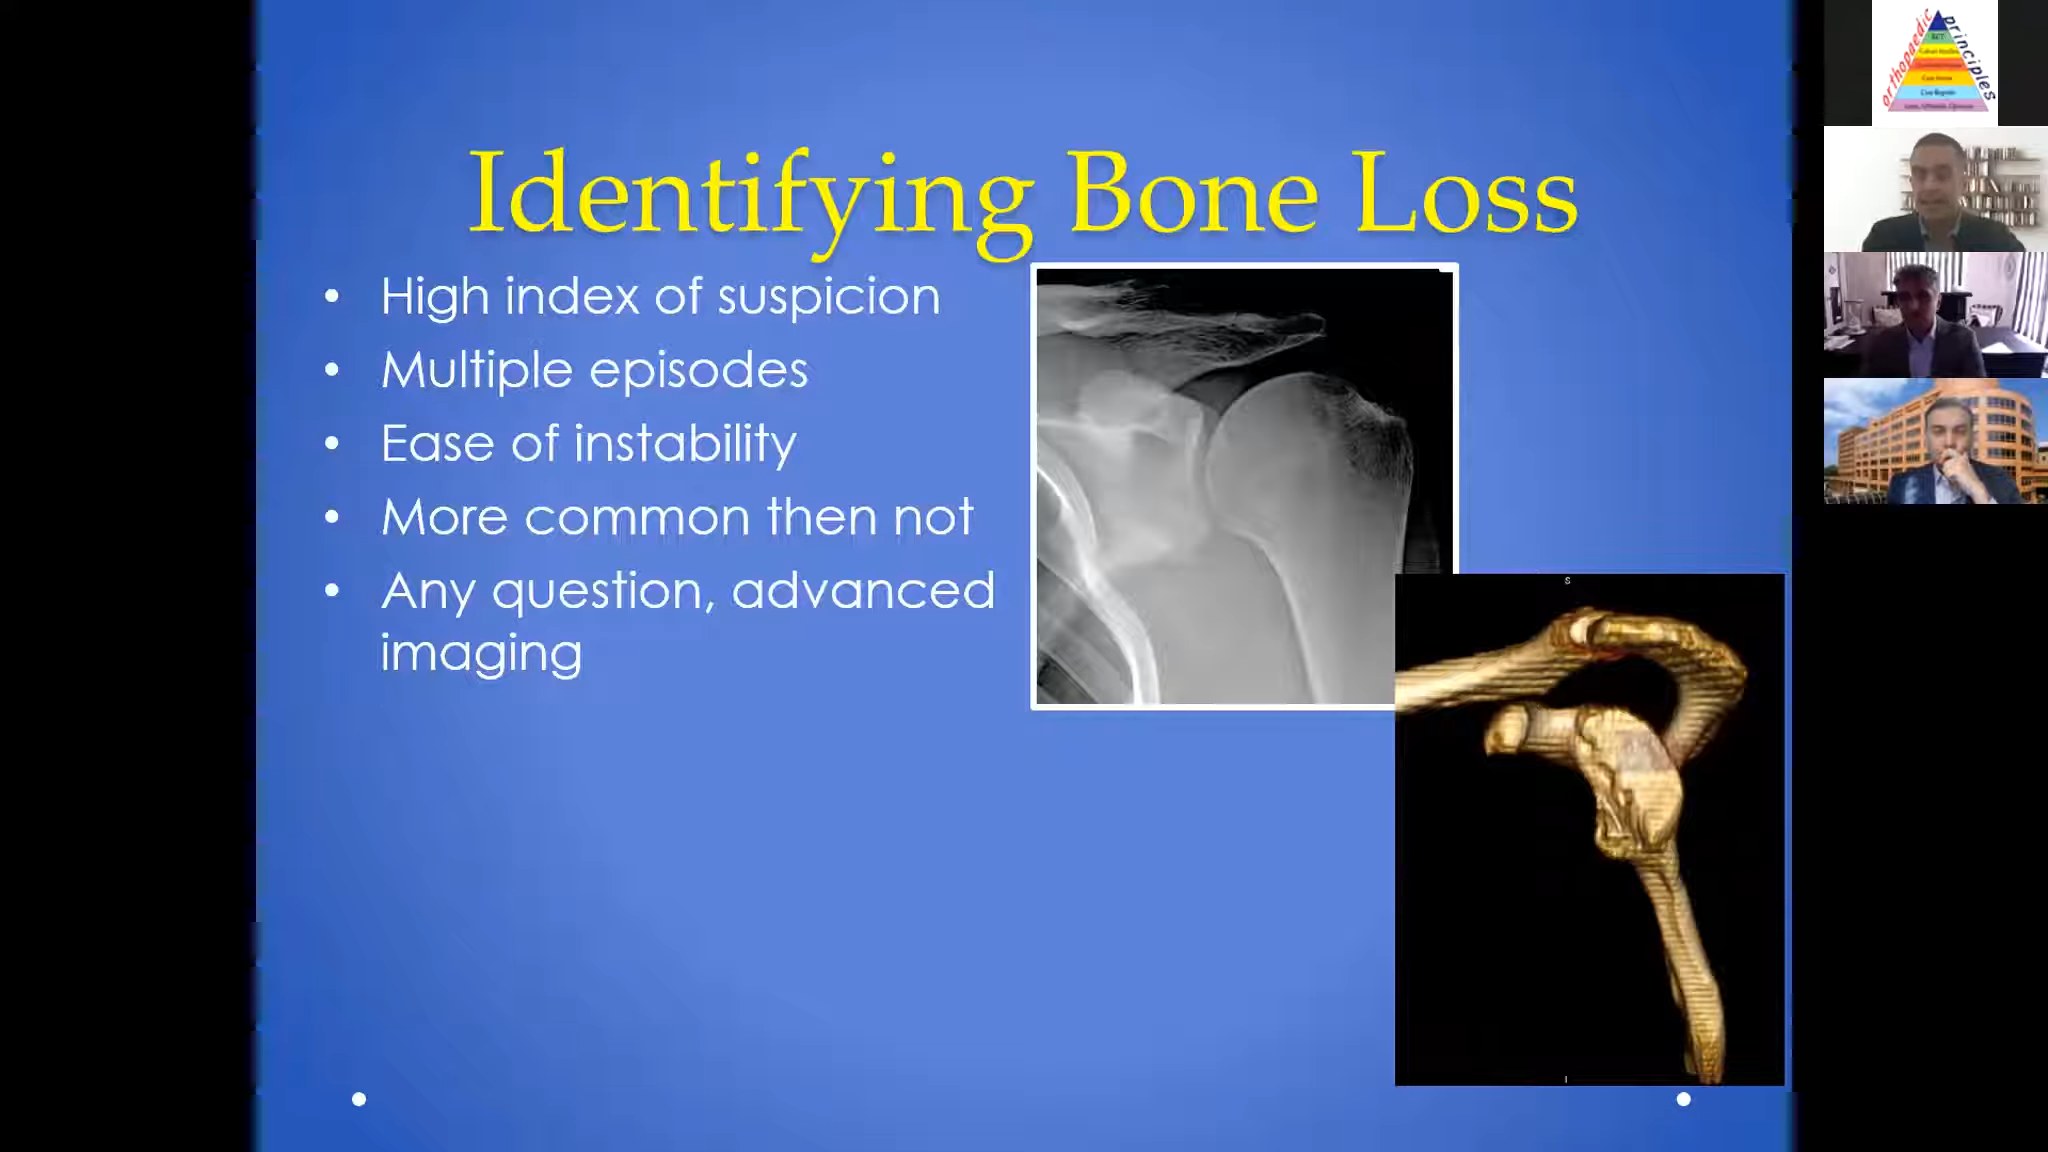 Identifying Bone Loss
• High index of suspicion
• Multiple episodes
• Ease of instability
• More common then not
• Any question, advanced
imaging
S
I
orthopaedic
principles